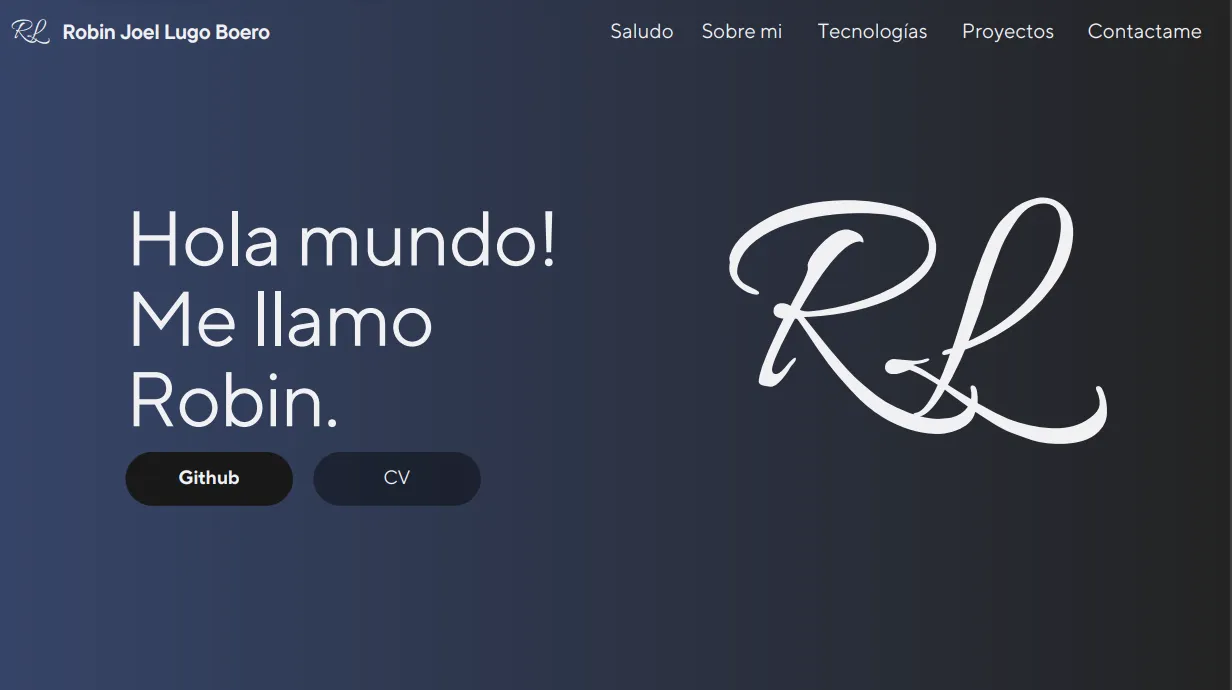 RL Robin Joel Lugo Boero
Saludo Sobre mi Tecnologías Proyectos Contactame
Hola mundo!
Me llamo
Robin.
RL
Github CV